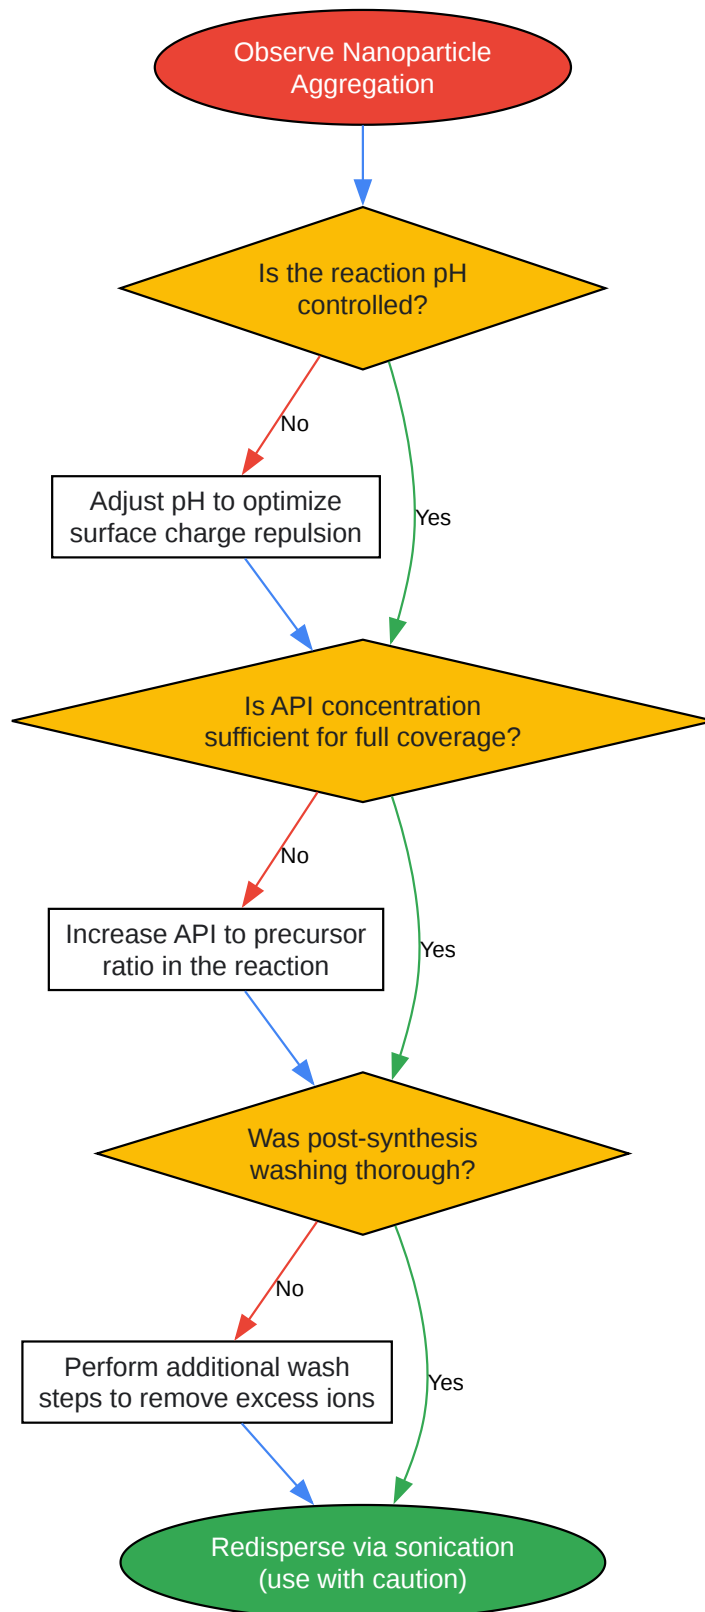 Observe Nanoparticle
Aggregation
Is the reaction pH
controlled?
No
Adjust pH to optimize
surface charge repulsion
Yes
Is API concentration
sufficient for full coverage?
No
Increase API to precursor
ratio in the reaction
Yes
Was post-synthesis
washing thorough?
No
Perform additional wash
steps to remove excess ions
Yes
Redisperse via sonication
(use with caution)